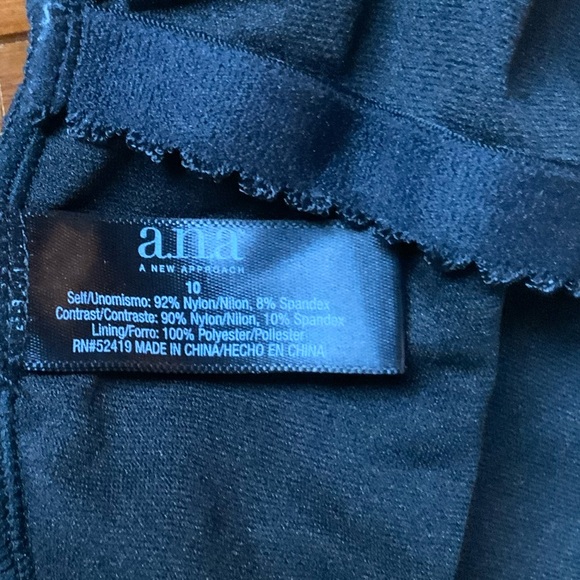 ana
A NEW APPROACH
10
Self/Unomismo: 92% Nylon/Nilon, 8% Spandex
Contrast/Contraste: 90% Nylon/Nilon, 10% Spandex
Lining/Forro: 100% Polyester/Poliester
RN#52419 MADE IN CHINA/HECHO EN CHINA